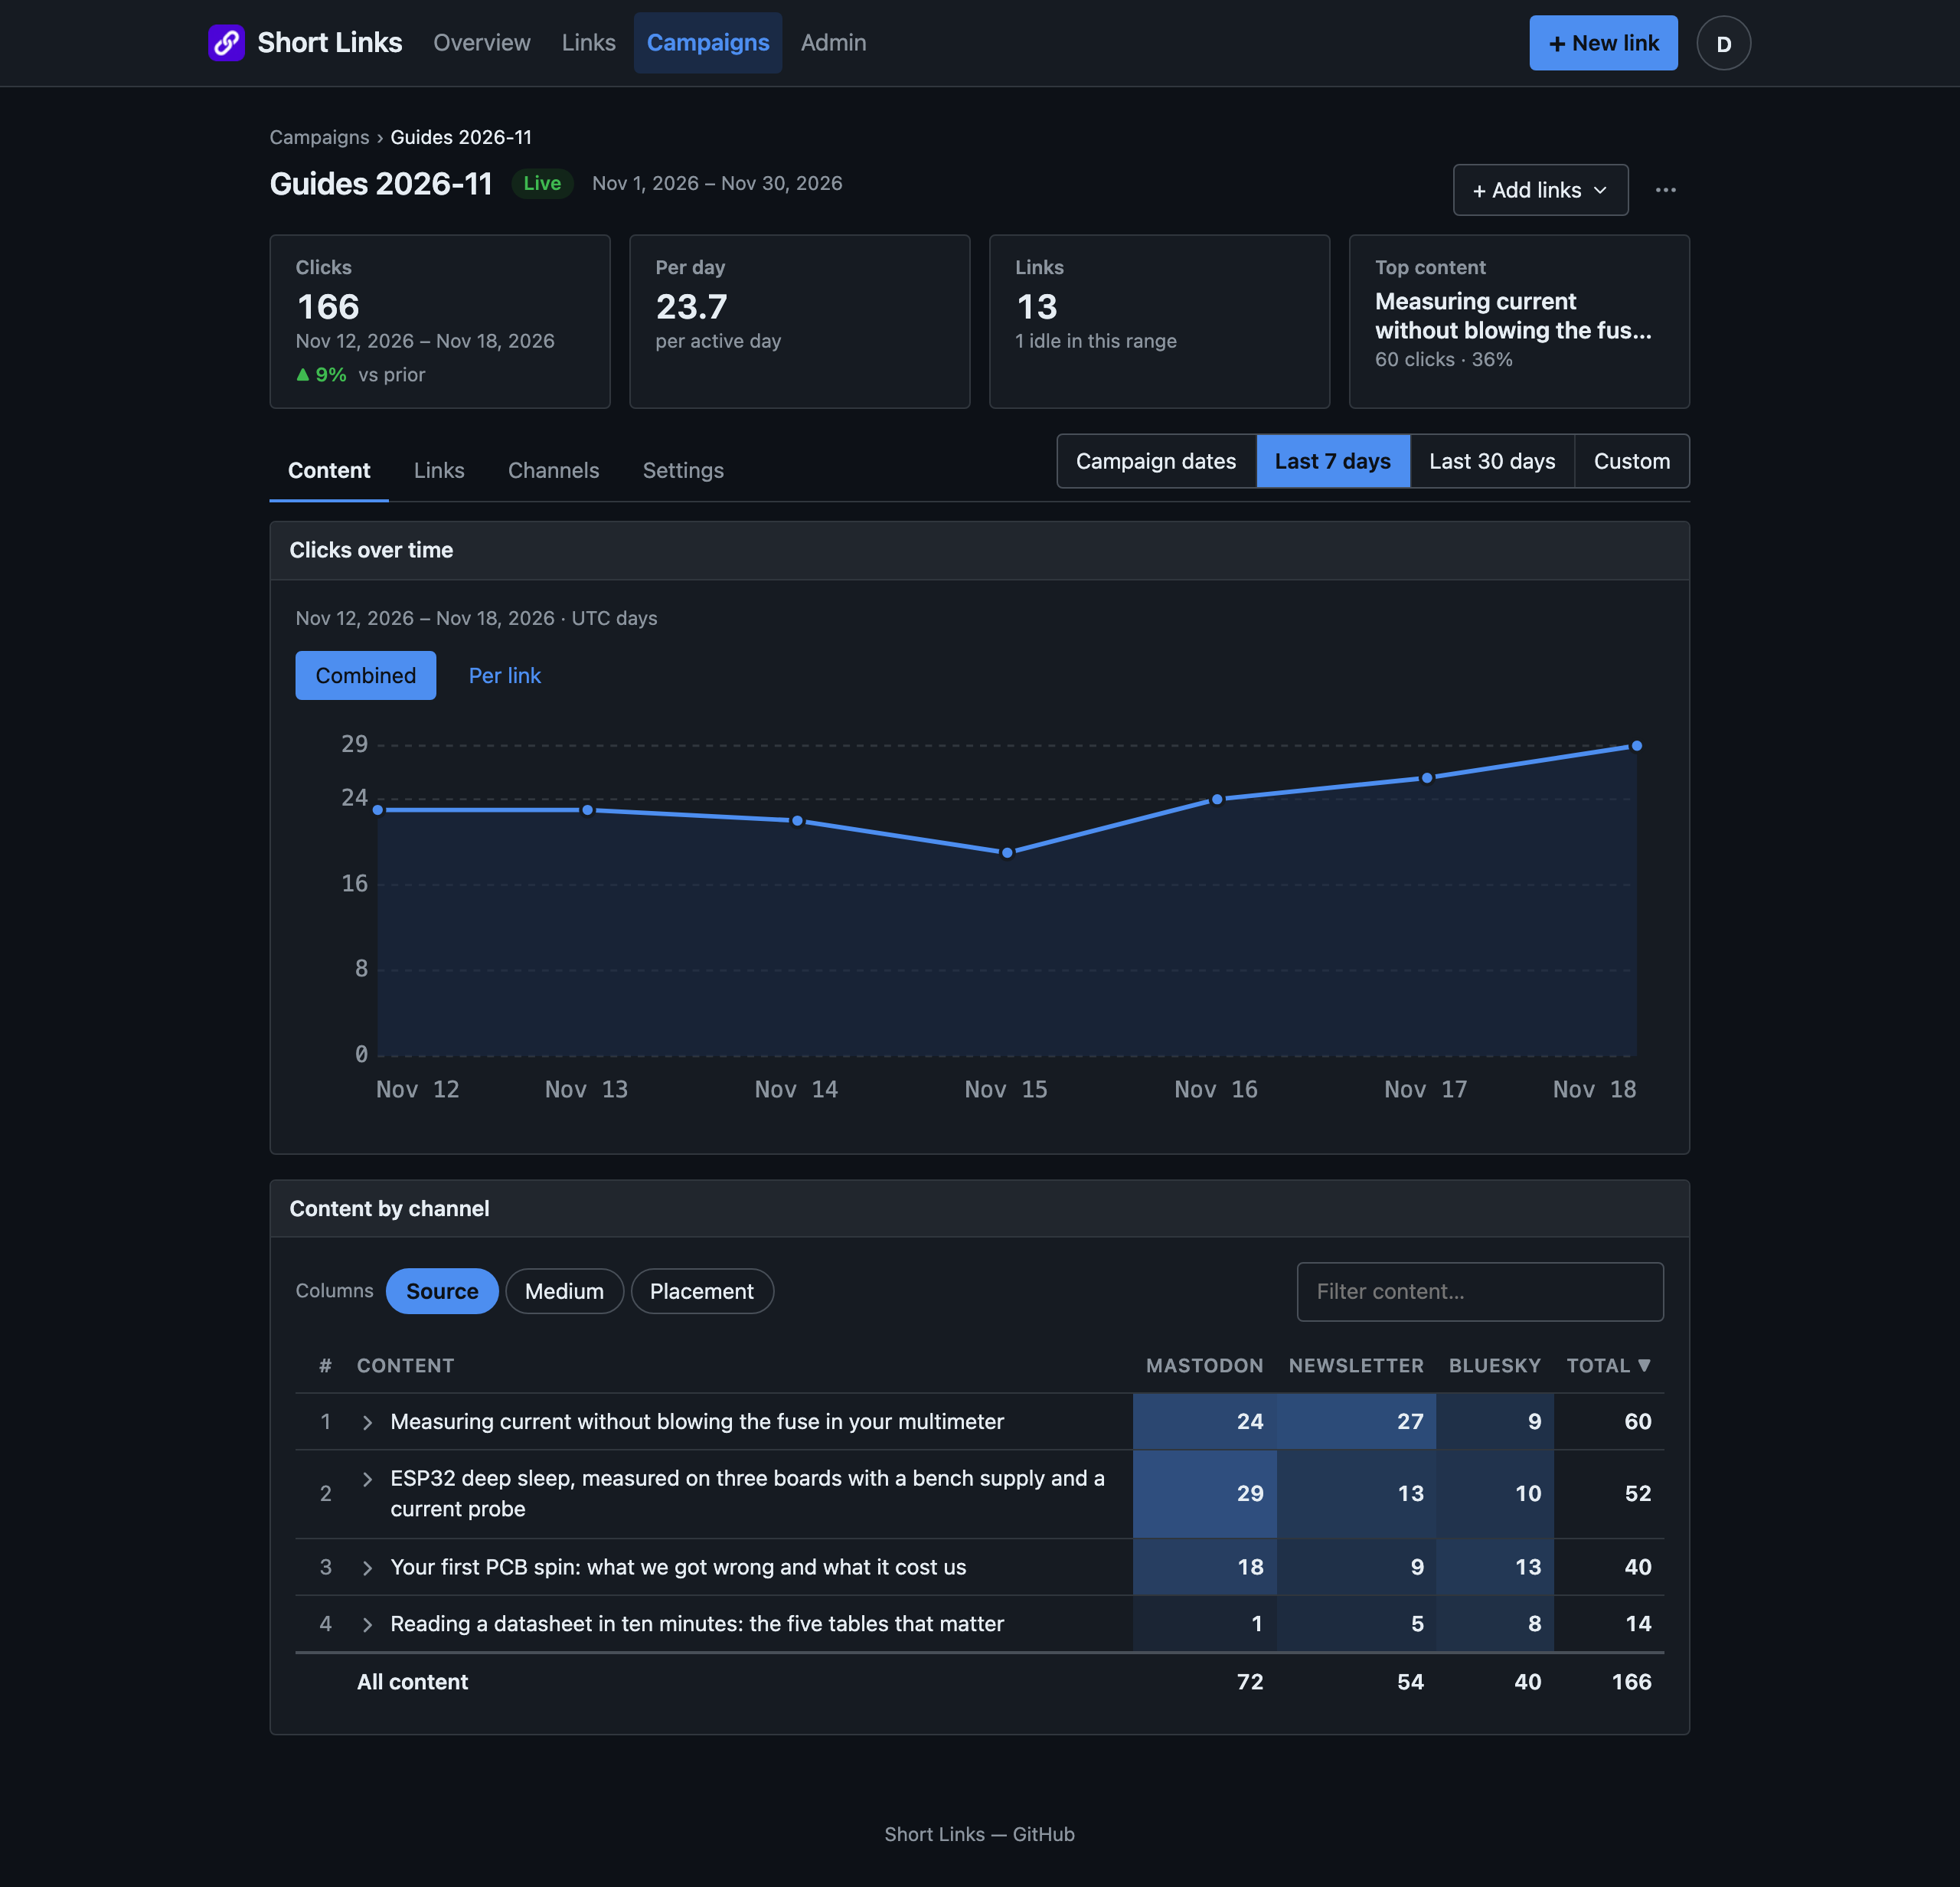 Short Links Overview Links Campaigns Admin + New link D
Campaigns › Guides 2026-11
Guides 2026-11 Live Nov 1, 2026 – Nov 30, 2026 + Add links
Clicks
166
Nov 12, 2026 – Nov 18, 2026
▲ 9% vs prior
Per day
23.7
per active day
Links
13
1 idle in this range
Top content
Measuring current
without blowing the fus...
60 clicks · 36%
Content Links Channels Settings
Campaign dates Last 7 days Last 30 days Custom
Clicks over time
Nov 12, 2026 – Nov 18, 2026 · UTC days
Combined Per link
29
24
16
8
0
Nov 12 Nov 13 Nov 14 Nov 15 Nov 16 Nov 17 Nov 18
Content by channel
Columns Source Medium Placement Filter content...
# CONTENT MASTODON NEWSLETTER BLUESKY TOTAL ▼
1 Measuring current without blowing the fuse in your multimeter 24 27 9 60
2 ESP32 deep sleep, measured on three boards with a bench supply and a
current probe 29 13 10 52
3 Your first PCB spin: what we got wrong and what it cost us 18 9 13 40
4 Reading a datasheet in ten minutes: the five tables that matter 1 5 8 14
All content 72 54 40 166
Short Links — GitHub